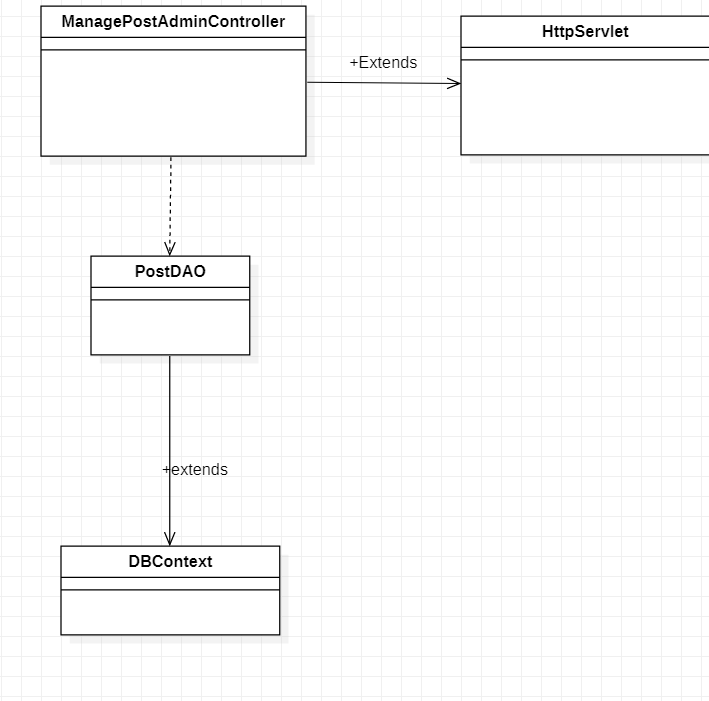 ManagePostAdminController
HttpServlet
+Extends
PostDAO
+extends
DBContext